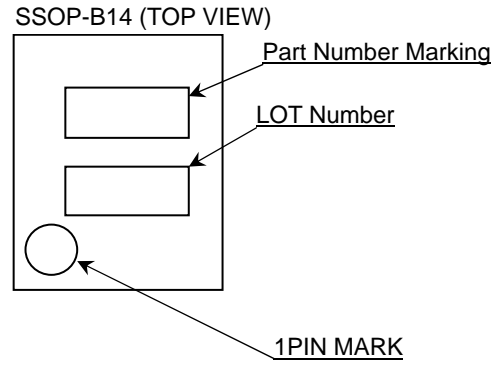 SSOP-B14 (TOP VIEW)
Part Number Marking
LOT Number
1PIN MARK